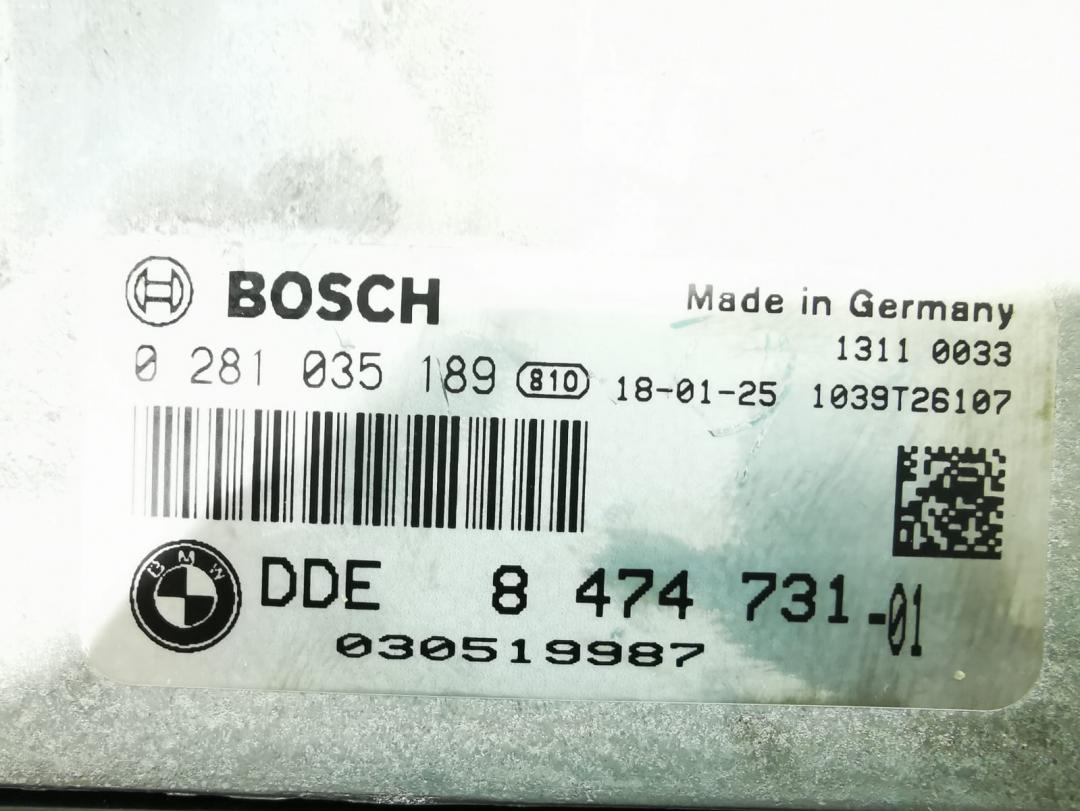 BOSCH
Made in Germany
1311 0033
0 281 035 189 810 18-01-25 1039T26107
BMW
DDE 8 474 731-01
030519987